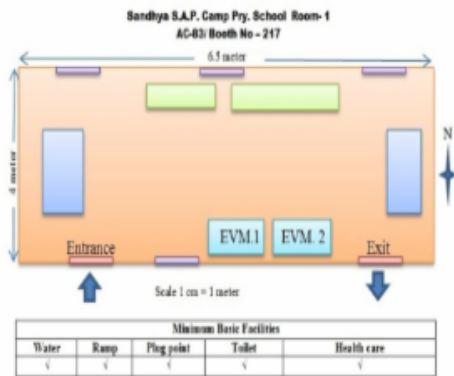 Sandhya S.A.P. Camp Pry. School Room- 1
AC-83/ Booth No – 217
6.5 meter
4 meter
N
EVM.1 EVM. 2
Entrance Exit
Scale 1 cm = 1 meter
Minimum Basic Facilities
Water Ramp Plug point Toilet Health care
√ √ √ √ √